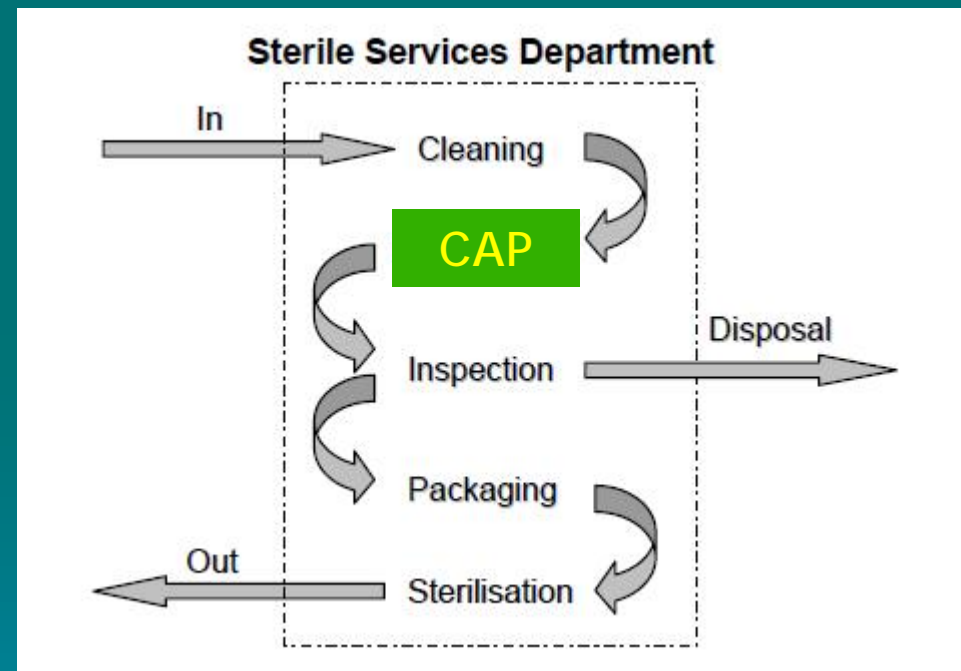 Sterile Services Department
In
Cleaning
CAP
Disposal
Inspection
Packaging
Out
Sterilisation